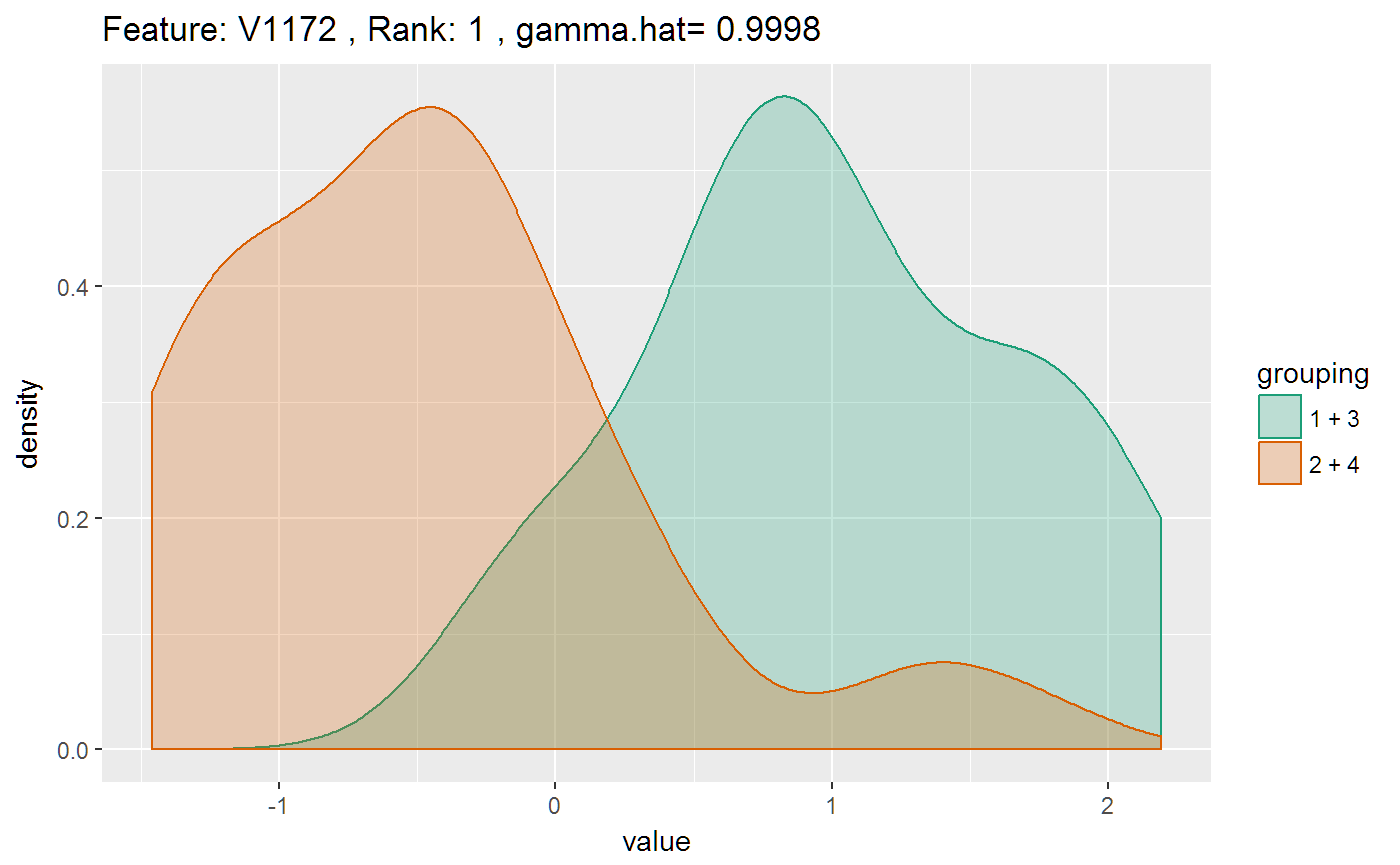 Feature: V1172 , Rank: 1 , gamma.hat= 0.9998
density
0.4
0.2
0.0
-1
0
1
2
value
grouping
1 + 3
2 + 4